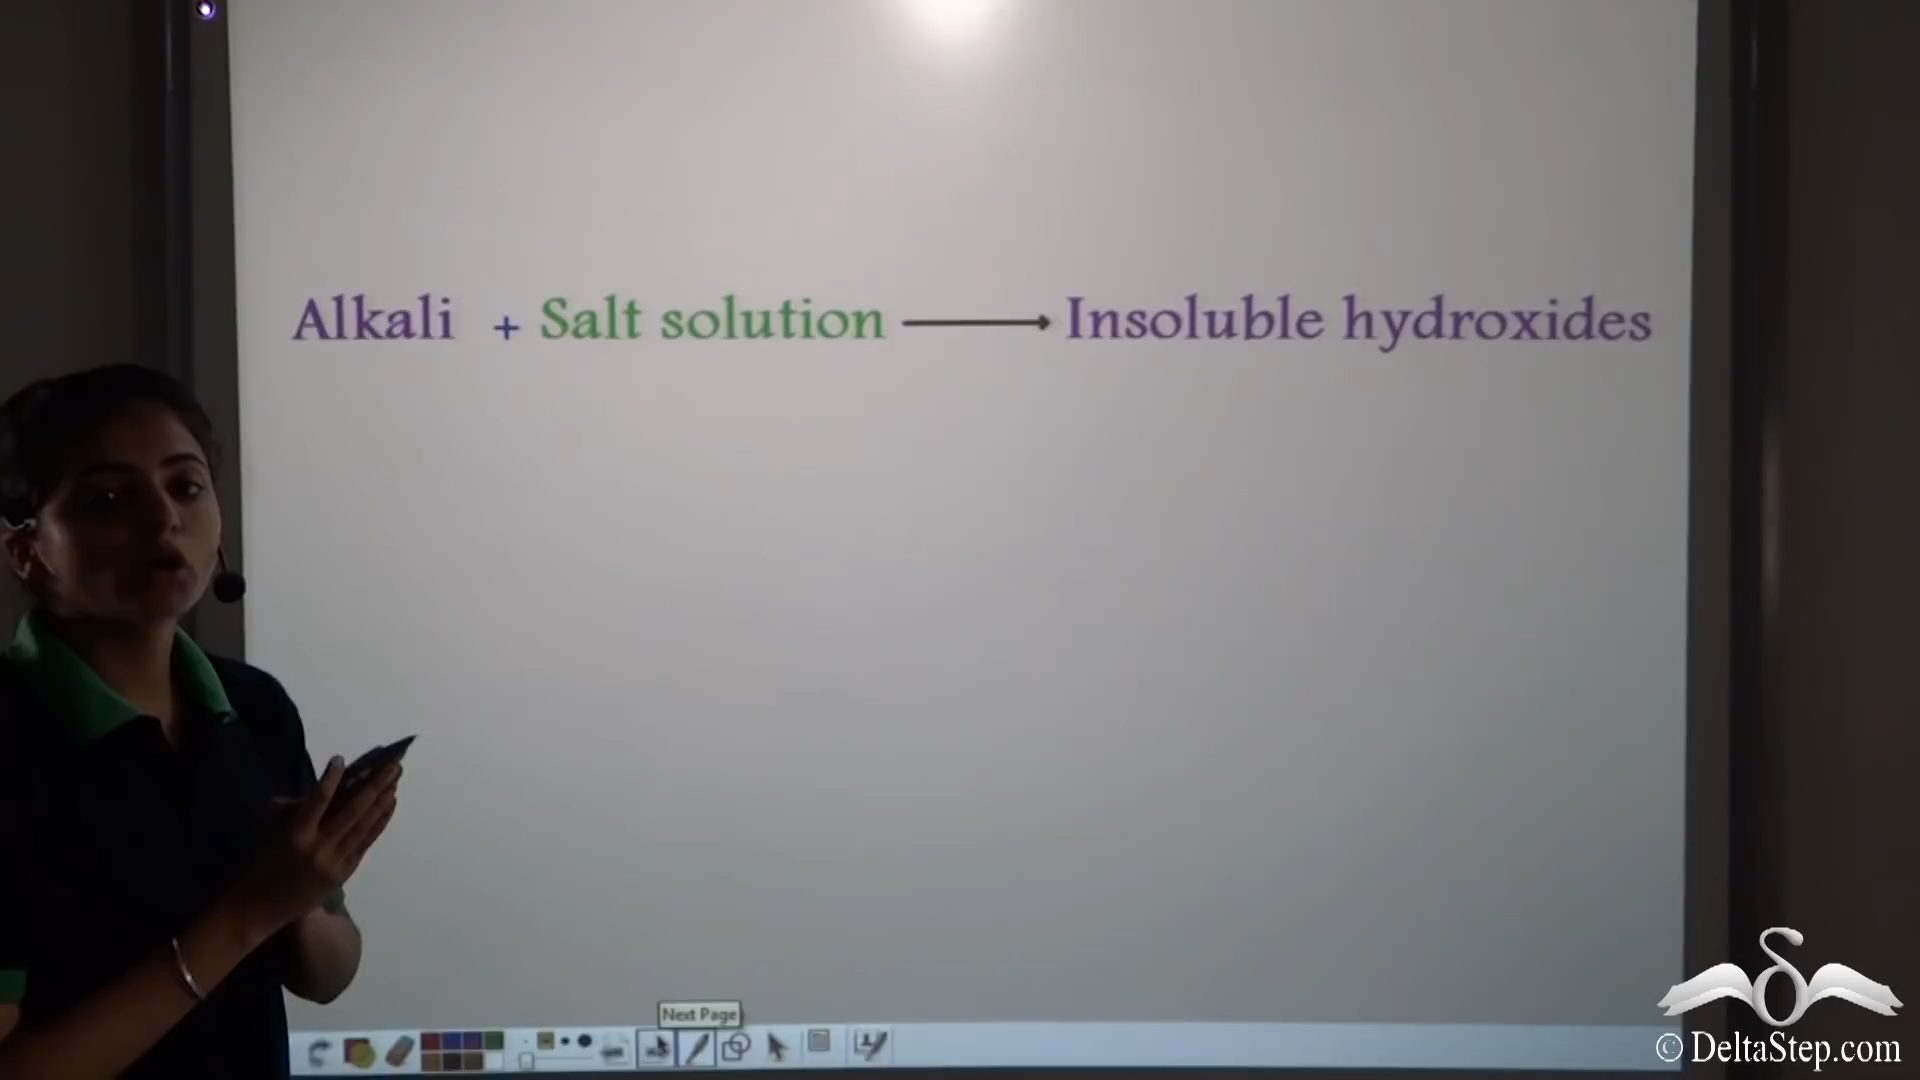 Alkali + Salt solution → Insoluble hydroxides
Next Page
© DeltaStep.com